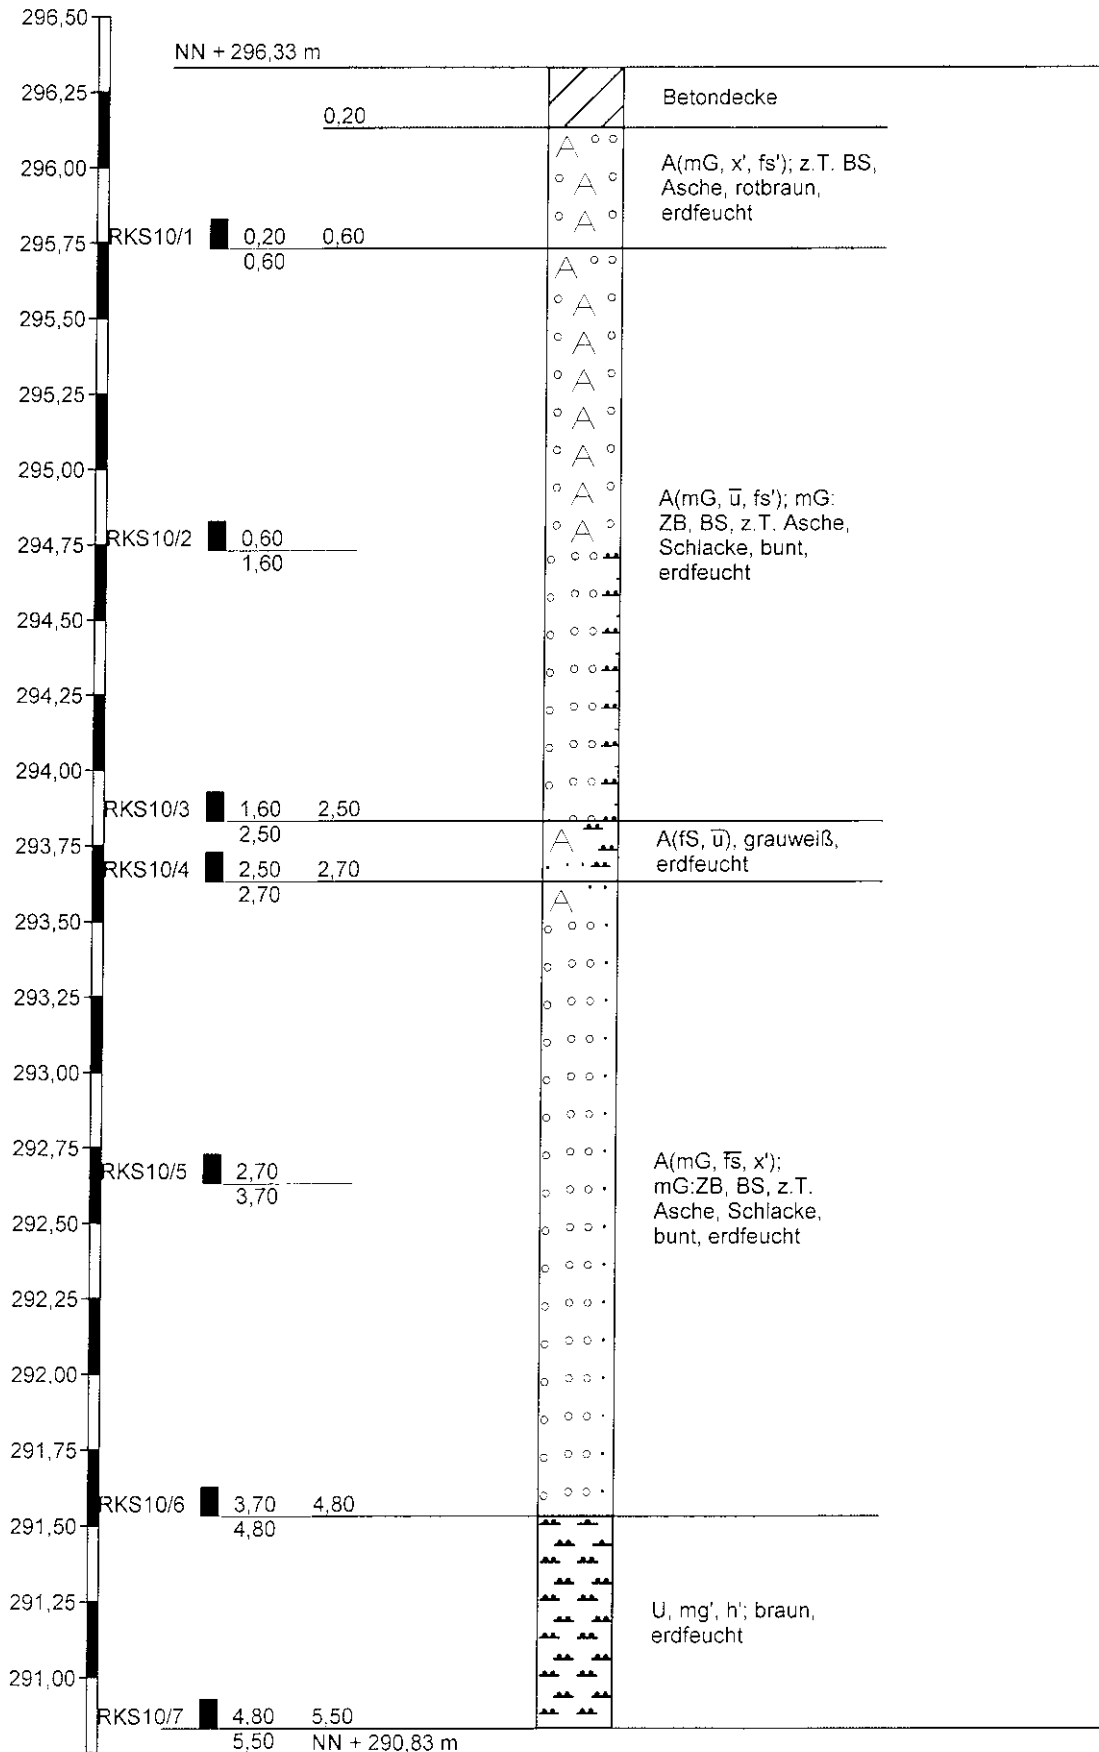 296,50
NN + 296,33 m
296,25
Betondecke
0,20
296,00
A(mG, x', fs'); z.T. BS,
Asche, rotbraun,
erdfeucht
A
A
A
RKS10/1 0,20 0,60
295,75
0,60
A
295,50
A
A
295,25
A
A
295,00
A
A
A
A(mG, u̅, fs'); mG:
ZB, BS, z.T. Asche,
Schlacke, bunt,
erdfeucht
RKS10/2 0,60
294,75
1,60
294,50
294,25
294,00
RKS10/3 1,60 2,50
2,50
293,75
A
A(fS, u̅), grauweiß,
erdfeucht
RKS10/4 2,50 2,70
2,70
A
293,50
293,25
293,00
292,75
RKS10/5 2,70
3,70
A(mG, f̅s̅, x');
mG:ZB, BS, z.T.
Asche, Schlacke,
bunt, erdfeucht
292,50
292,25
292,00
291,75
RKS10/6 3,70 4,80
4,80
291,50
291,25
U, mg', h'; braun,
erdfeucht
291,00
RKS10/7 4,80 5,50
5,50 NN + 290,83 m